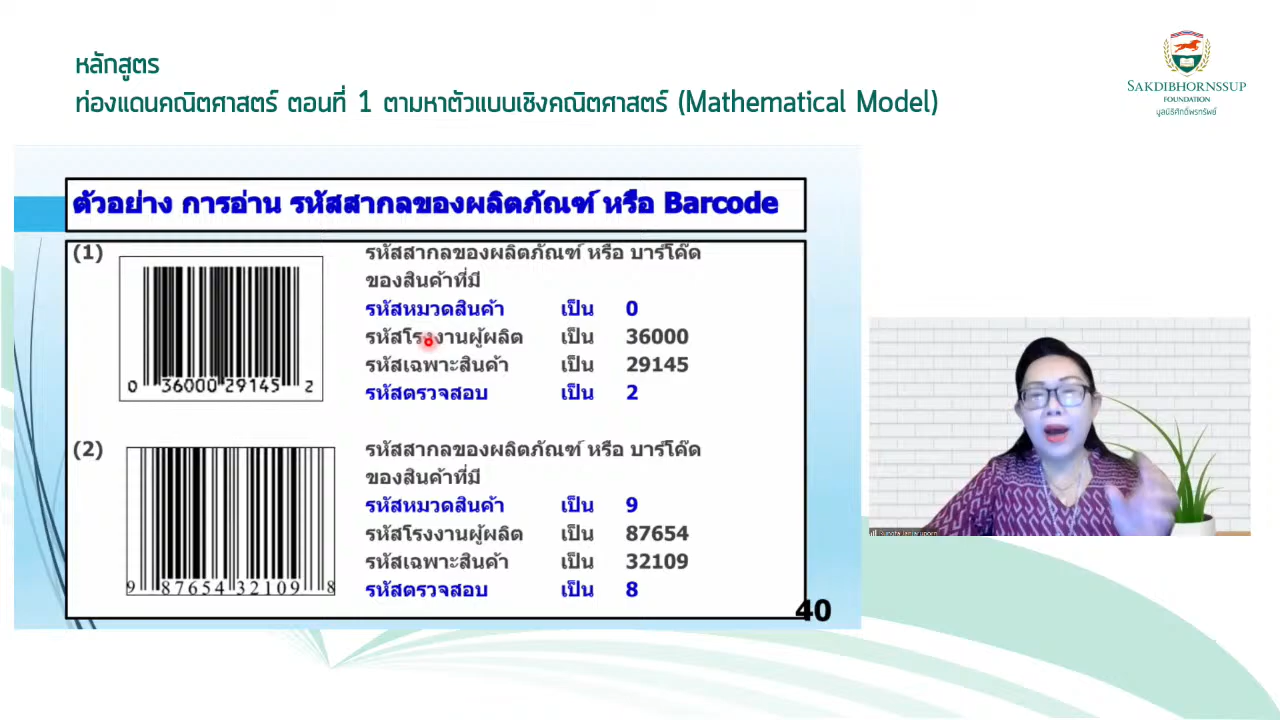 หลักสูตร
ท่องแดนคณิตศาสตร์ ตอนที่ 1 ตามหาตัวแบบเชิงคณิตศาสตร์ (Mathematical Model)
SAKDIBHORNSSUP
FOUNDATION
มูลนิธิศักดิ์พรทรัพย์
ตัวอย่าง การอ่าน รหัสสากลของผลิตภัณฑ์ หรือ Barcode
(1)
0 36000 29145 2
รหัสสากลของผลิตภัณฑ์ หรือ บาร์โค๊ด
ของสินค้าที่มี
รหัสหมวดสินค้า เป็น 0
รหัสโรงงานผู้ผลิต เป็น 36000
รหัสเฉพาะสินค้า เป็น 29145
รหัสตรวจสอบ เป็น 2
(2)
9 87654 32109 8
รหัสสากลของผลิตภัณฑ์ หรือ บาร์โค๊ด
ของสินค้าที่มี
รหัสหมวดสินค้า เป็น 9
รหัสโรงงานผู้ผลิต เป็น 87654
รหัสเฉพาะสินค้า เป็น 32109
รหัสตรวจสอบ เป็น 8
40